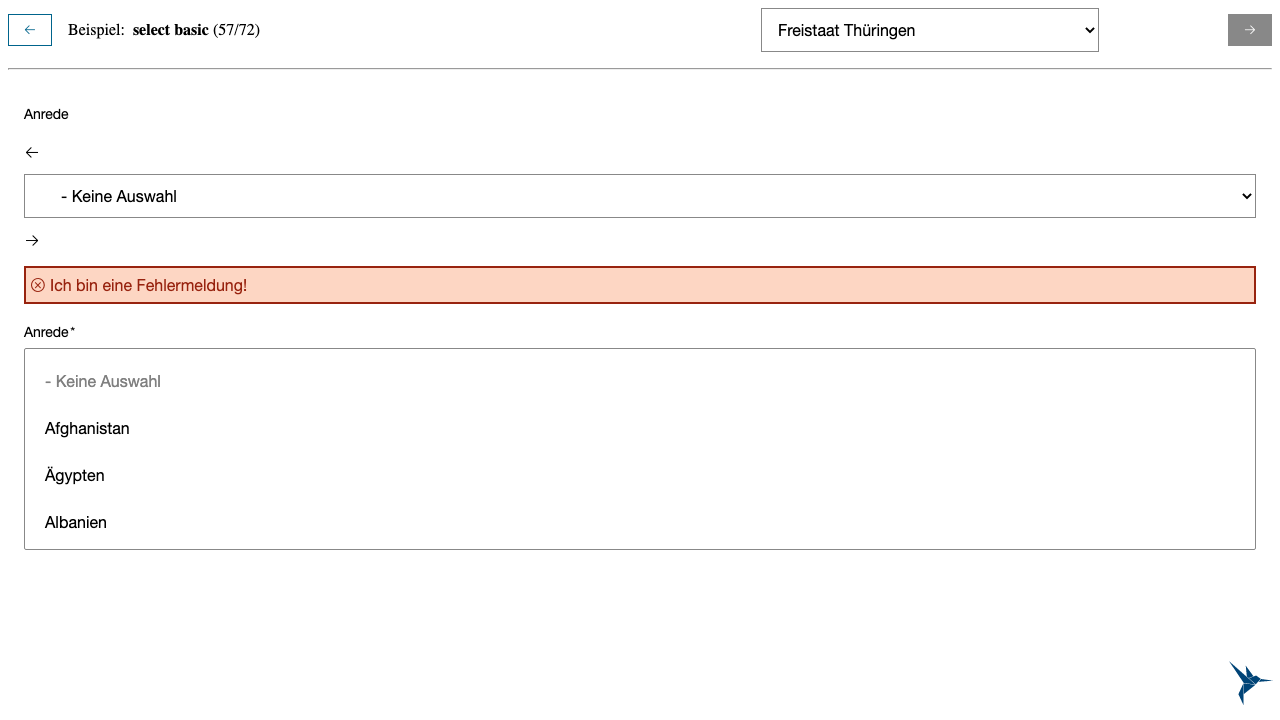 ← Beispiel: select basic (57/72) Freistaat Thüringen →
Anrede
←
- Keine Auswahl
→
Ich bin eine Fehlermeldung!
Anrede*
- Keine Auswahl
Afghanistan
Ägypten
Albanien